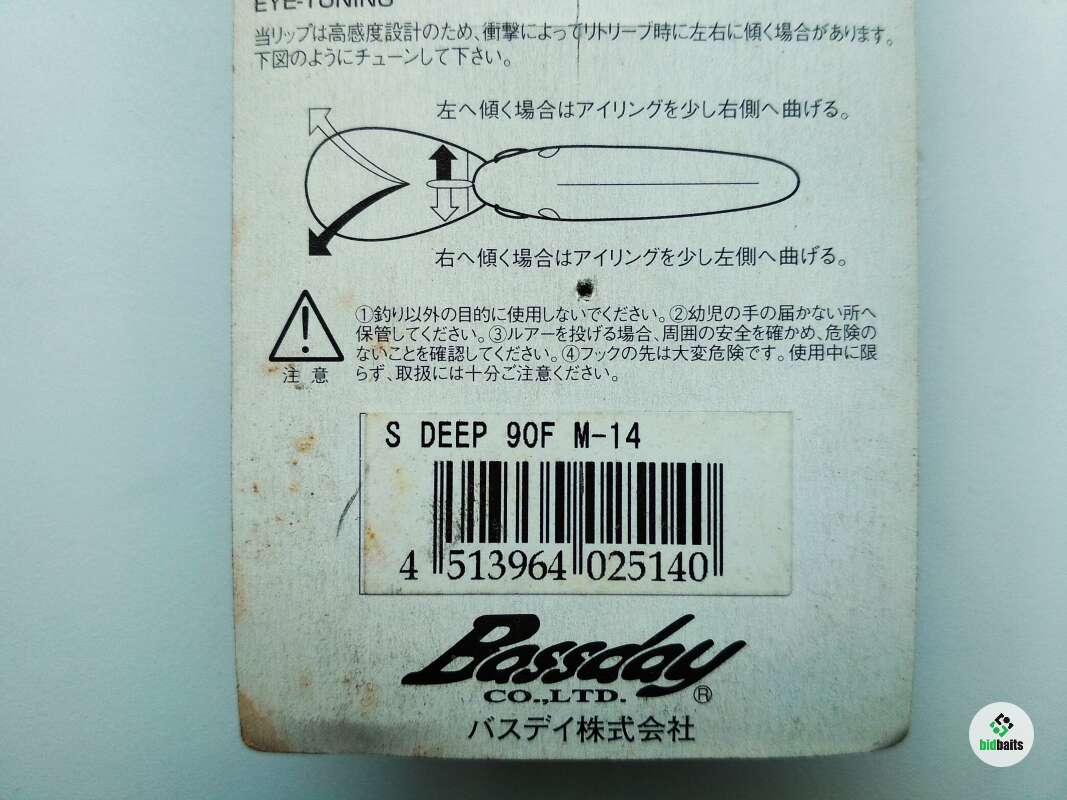 EYE-TUNING
当リップは高感度設計のため、衝撃によってリトリーブ時に左右に傾く場合があります。
下図のようにチューンして下さい。
左へ傾く場合はアイリングを少し右側へ曲げる。
右へ傾く場合はアイリングを少し左側へ曲げる。
①釣り以外の目的に使用しないでください。②幼児の手の届かない所へ
保管してください。③ルアーを投げる場合、周囲の安全を確かめ、危険の
ないことを確認してください。④フックの先は大変危険です。使用中に限
らず、取扱には十分ご注意ください。
注意
S DEEP 90F M-14
4 513964 025140
Bassday
CO.,LTD. ®
バスデイ株式会社
bidbaits